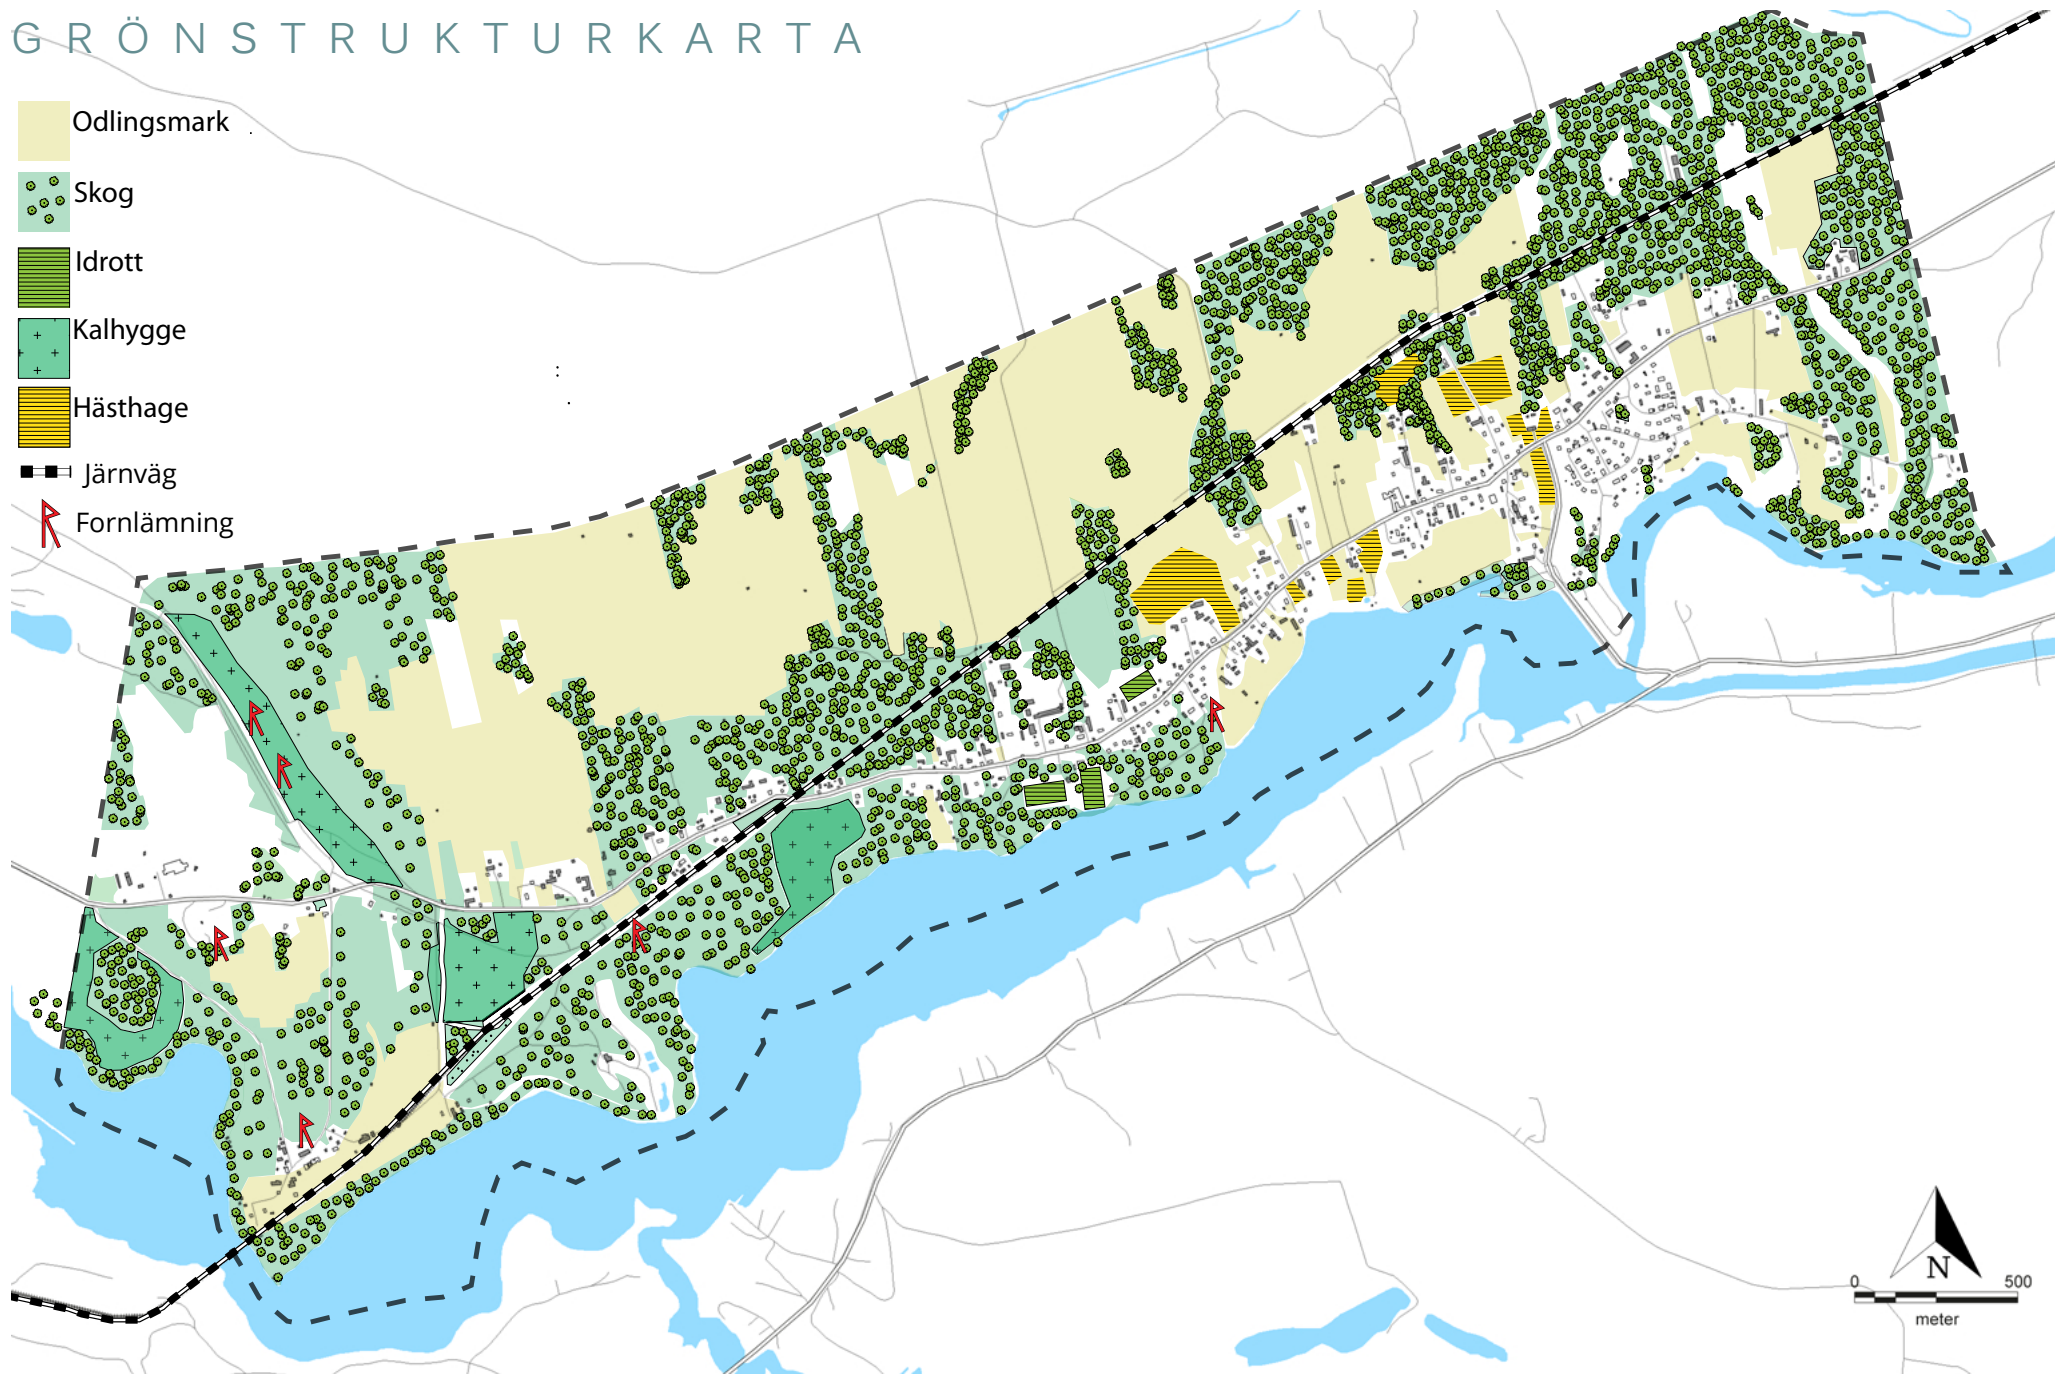 GRÖNSTRUKTURKARTA
Odlingsmark
Skog
Idrott
Kalhygge
Hästhage
Järnväg
Fornlämning
N
0 500
meter